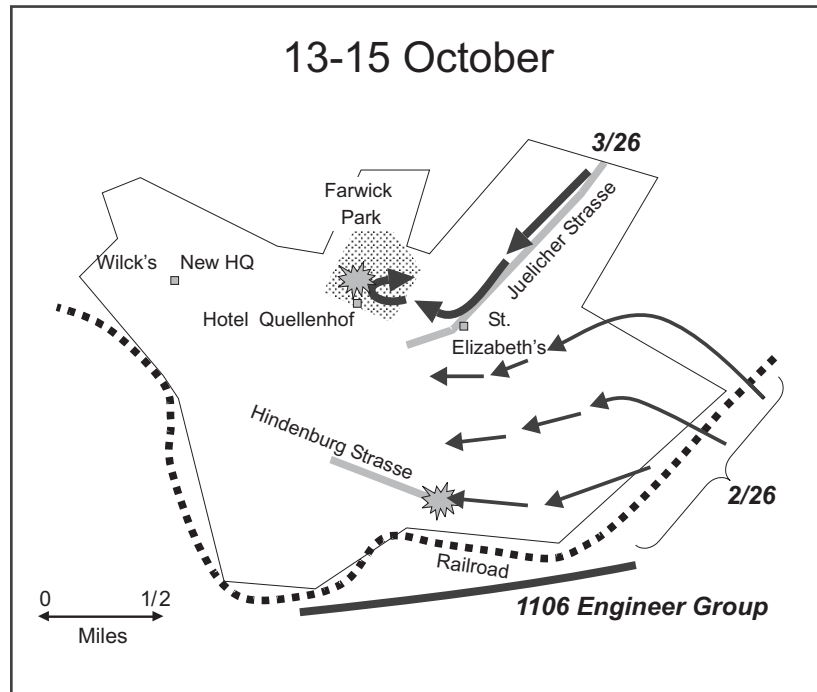 13-15 October
3/26
Farwick
Park
Juelicher Strasse
Wilck's New HQ
Hotel Quellenhof
St.
Elizabeth's
Hindenburg Strasse
2/26
Railroad
0 1/2
Miles
1106 Engineer Group